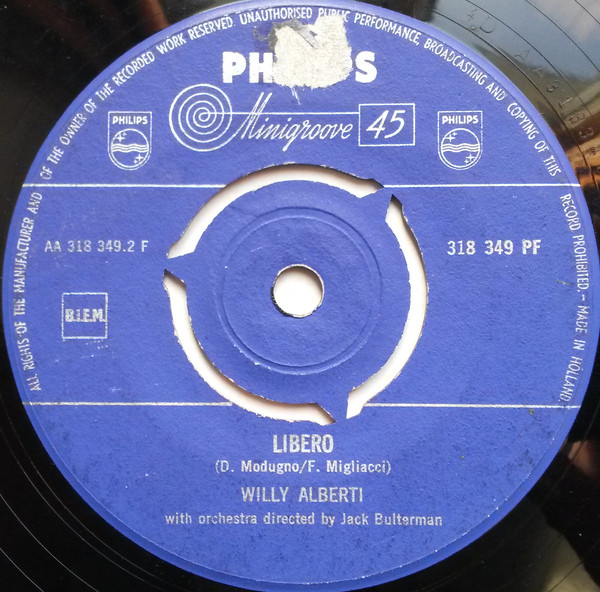 ALL RIGHTS OF THE MANUFACTURER AND OF THE OWNER OF THE RECORDED WORK RESERVED. UNAUTHORISED PUBLIC PERFORMANCE, BROADCASTING AND COPYING OF THIS RECORD PROHIBITED. - MADE IN HOLLAND.
Minigroove 45
PHILIPS
PHILIPS
AA 318 349.2 F
318 349 PF
B.I.E.M.
LIBERO
(D. Modugno/F. Migliacci)
WILLY ALBERTI
with orchestra directed by Jack Bulterman